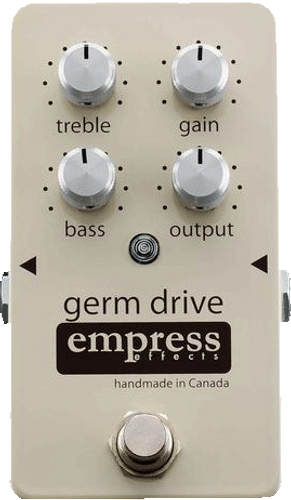 treble gain
bass output
germ drive
empress
effects
handmade in Canada